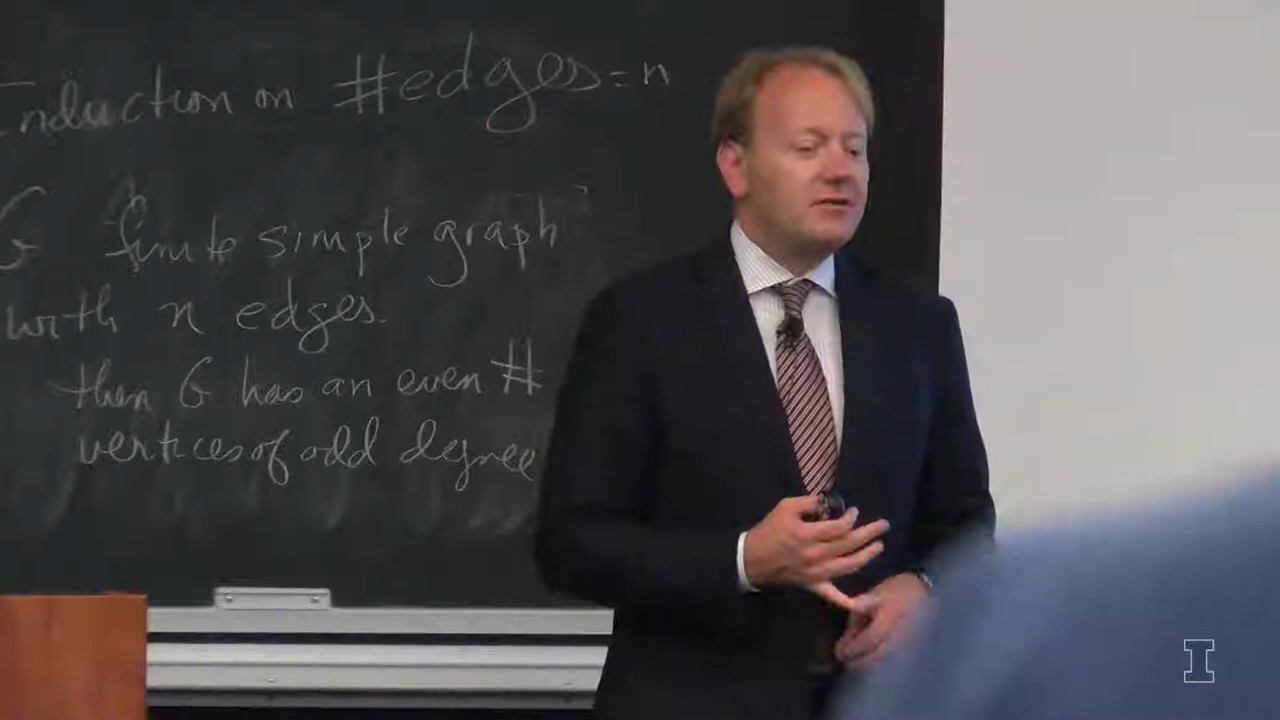 Induction on #edges = n
G finite simple graph
with n edges.
then G has an even #
vertices of odd degree
I